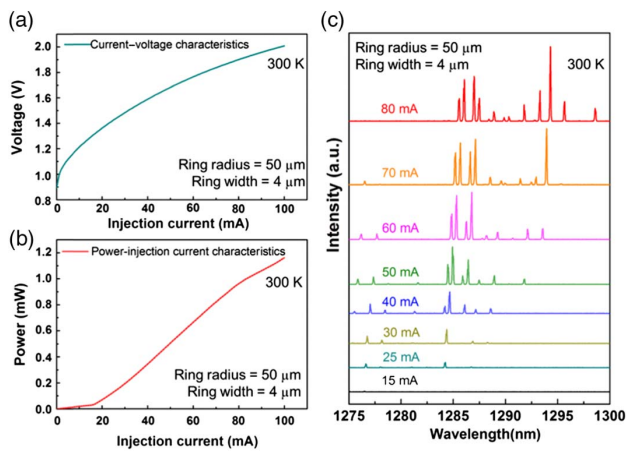 (a)
Current–voltage characteristics
300 K
Ring radius = 50 μm
Ring width = 4 μm
Voltage (V)
2.0
1.8
1.6
1.4
1.2
1.0
0.8
0 20 40 60 80 100
Injection current (mA)
(b)
Power-injection current characteristics
300 K
Ring radius = 50 μm
Ring width = 4 μm
Power (mW)
1.2
1.0
0.8
0.6
0.4
0.2
0.0
0 20 40 60 80 100
Injection current (mA)
(c)
Ring radius = 50 μm
Ring width = 4 μm
300 K
80 mA
70 mA
60 mA
50 mA
40 mA
30 mA
25 mA
15 mA
Intensity (a.u.)
1275 1280 1285 1290 1295 1300
Wavelength(nm)